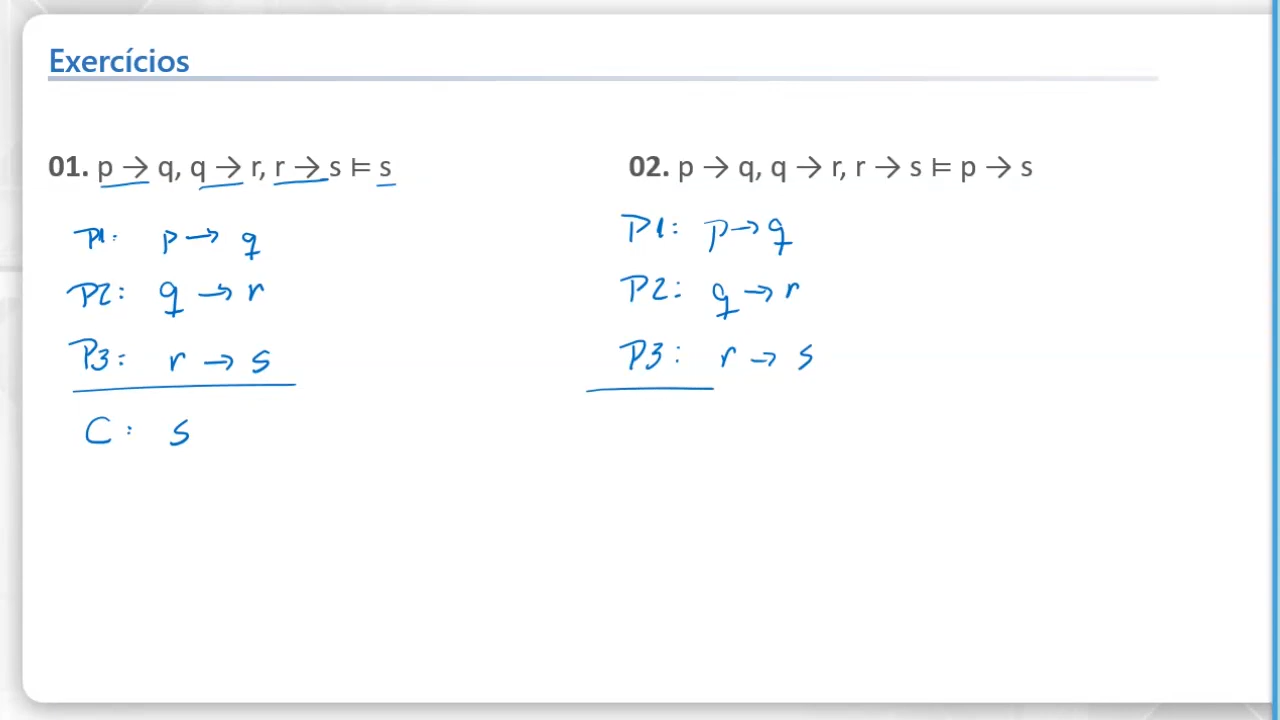 Exercícios
01. p → q, q → r, r → s ⊨ s
P1: p → q
P2: q → r
P3: r → s
C: s
02. p → q, q → r, r → s ⊨ p → s
P1: p → q
P2: q → r
P3: r → s